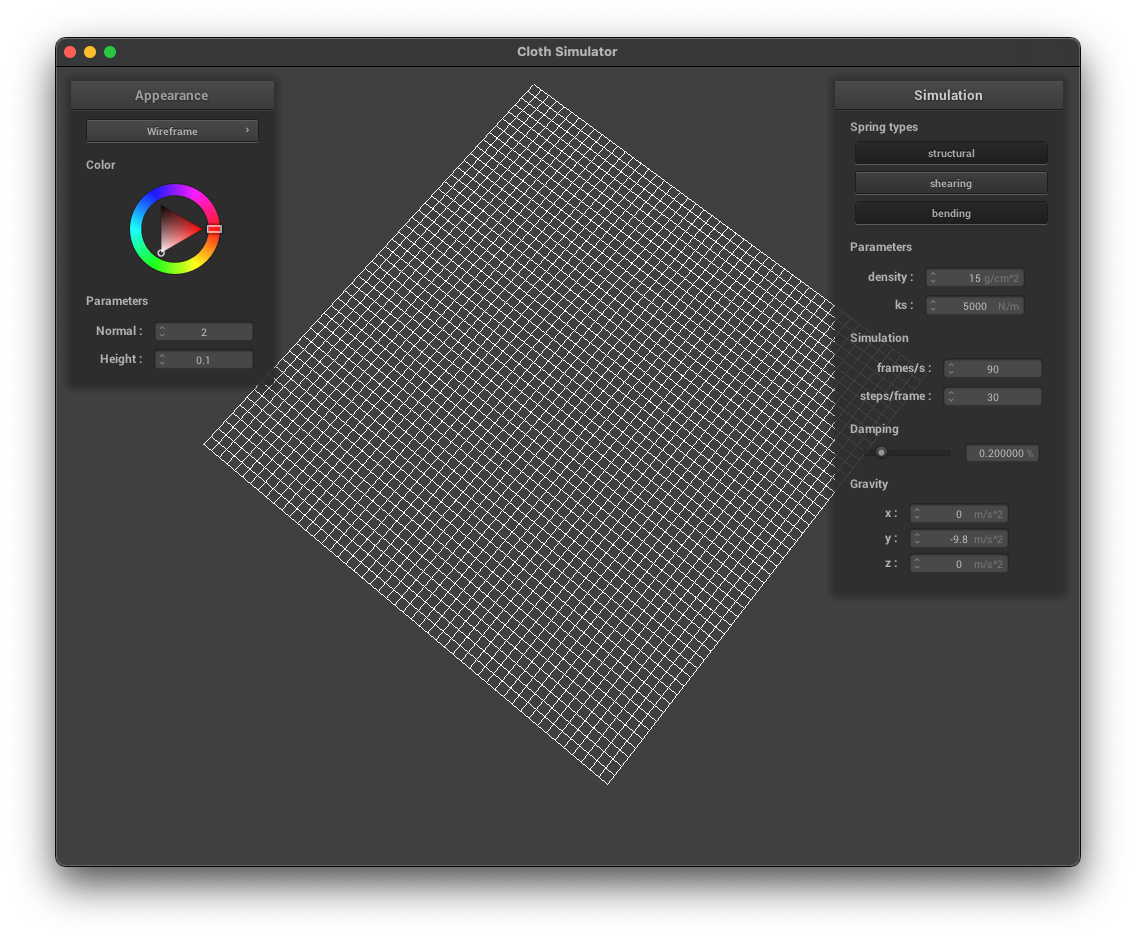 Cloth Simulator
Appearance
Wireframe
Color
Parameters
Normal : 2
Height : 0.1
Simulation
Spring types
structural
shearing
bending
Parameters
density : 15 g/cm^2
ks : 5000 N/m
Simulation
frames/s : 90
steps/frame : 30
Damping
0.200000 %
Gravity
x : 0 m/s^2
y : -9.8 m/s^2
z : 0 m/s^2